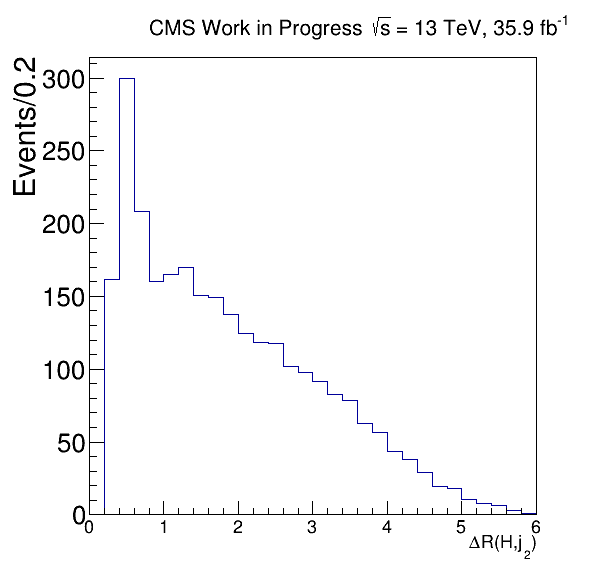 CMS Work in Progress √s = 13 TeV, 35.9 fb⁻¹
Events/0.2
300
250
200
150
100
50
0
0 1 2 3 4 5 6
ΔR(H,j₂)